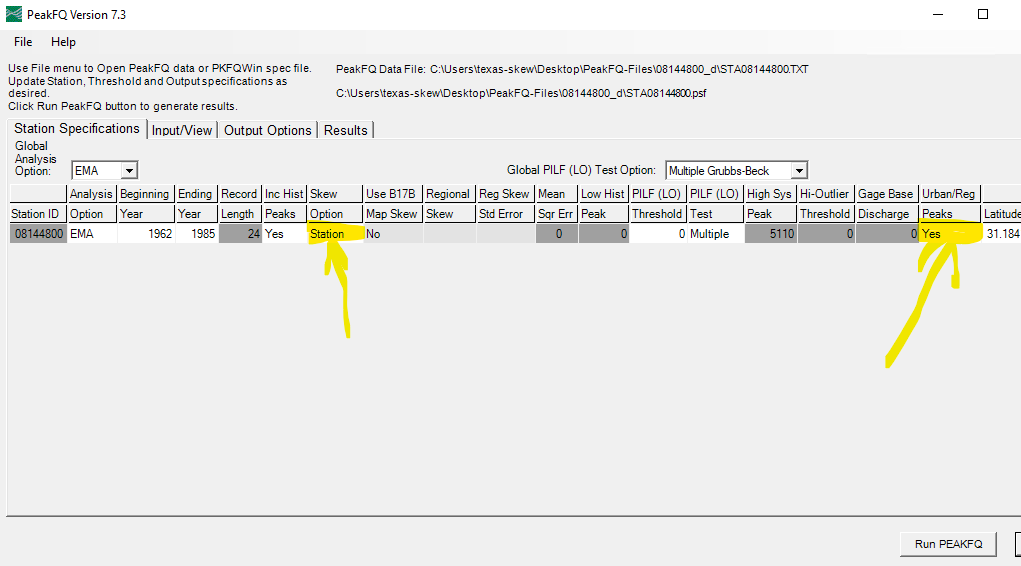 PeakFQ Version 7.3
File Help
Use File menu to Open PeakFQ data or PKFQWin spec file.
Update Station, Threshold and Output specifications as
desired.
Click Run PeakFQ button to generate results.
PeakFQ Data File: C:\Users\texas-skew\Desktop\PeakFQ-Files\08144800_d\STA08144800.TXT
C:\Users\texas-skew\Desktop\PeakFQ-Files\08144800_d\STA08144800.psf
Station Specifications Input/View Output Options Results
Global
Analysis
Option: EMA
Global PILF (LO) Test Option: Multiple Grubbs-Beck
Analysis Beginning Ending Record Inc Hist Skew Use B17B Regional Reg Skew Mean Low Hist PILF (LO) PILF (LO) High Sys Hi-Outlier Gage Base Urban/Reg
Station ID Option Year Year Length Peaks Option Map Skew Skew Std Error Sqr Err Peak Threshold Test Peak Threshold Discharge Peaks Latitude
08144800 EMA 1962 1985 24 Yes Station No 0 0 0 Multiple 5110 0 0 Yes 31.184
Run PEAKFQ